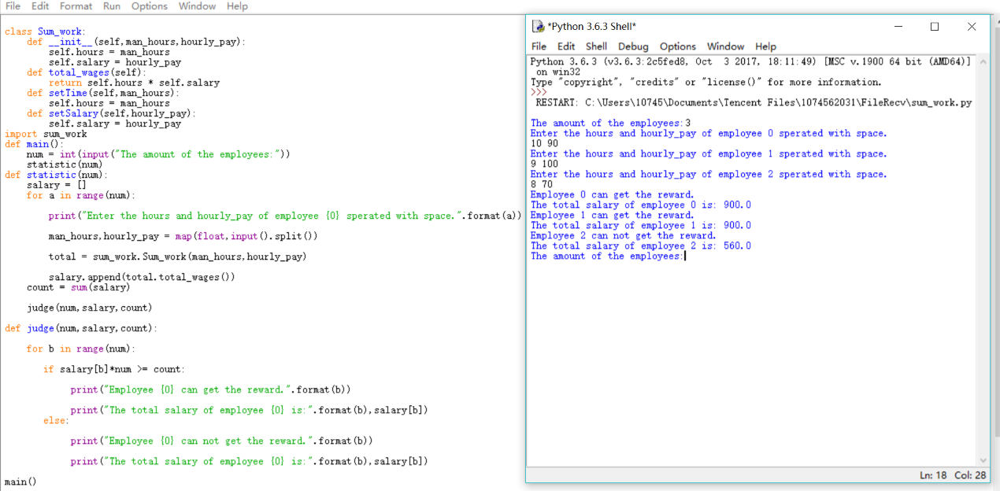 File Edit Format Run Options Window Help
class Sum_work:
    def __init__(self,man_hours,hourly_pay):
        self.hours = man_hours
        self.salary = hourly_pay
    def total_wages(self):
        return self.hours * self.salary
    def setTime(self,man_hours):
        self.hours = man_hours
    def setSalary(self,hourly_pay):
        self.salary = hourly_pay
import sum_work
def main():
    num = int(input("The amount of the employees:"))
    statistic(num)
def statistic(num):
    salary = []
    for a in range(num):
        print("Enter the hours and hourly_pay of employee {0} sperated with space.".format(a))
        man_hours,hourly_pay = map(float,input().split())
        total = sum_work.Sum_work(man_hours,hourly_pay)
        salary.append(total.total_wages())
    count = sum(salary)
    judge(num,salary,count)
def judge(num,salary,count):
    for b in range(num):
       if salary[b]*num >= count:
            print("Employee {0} can get the reward.".format(b))
            print("The total salary of employee {0} is:".format(b),salary[b])
       else:
            print("Employee {0} can not get the reward.".format(b))
            print("The total salary of employee {0} is:".format(b),salary[b])
main()
*Python 3.6.3 Shell*
File Edit Shell Debug Options Window Help
Python 3.6.3 (v3.6.3:2c5fed8, Oct  3 2017, 18:11:49) [MSC v.1900 64 bit (AMD64)]
 on win32
Type "copyright", "credits" or "license()" for more information.
>>>
 RESTART: C:\Users\10745\Documents\Tencent Files\1074562031\FileRecv\sum_work.py
The amount of the employees:3
Enter the hours and hourly_pay of employee 0 sperated with space.
10 90
Enter the hours and hourly_pay of employee 1 sperated with space.
9 100
Enter the hours and hourly_pay of employee 2 sperated with space.
8 70
Employee 0 can get the reward.
The total salary of employee 0 is: 900.0
Employee 1 can get the reward.
The total salary of employee 1 is: 900.0
Employee 2 can not get the reward.
The total salary of employee 2 is: 560.0
The amount of the employees:
Ln: 18 Col: 28